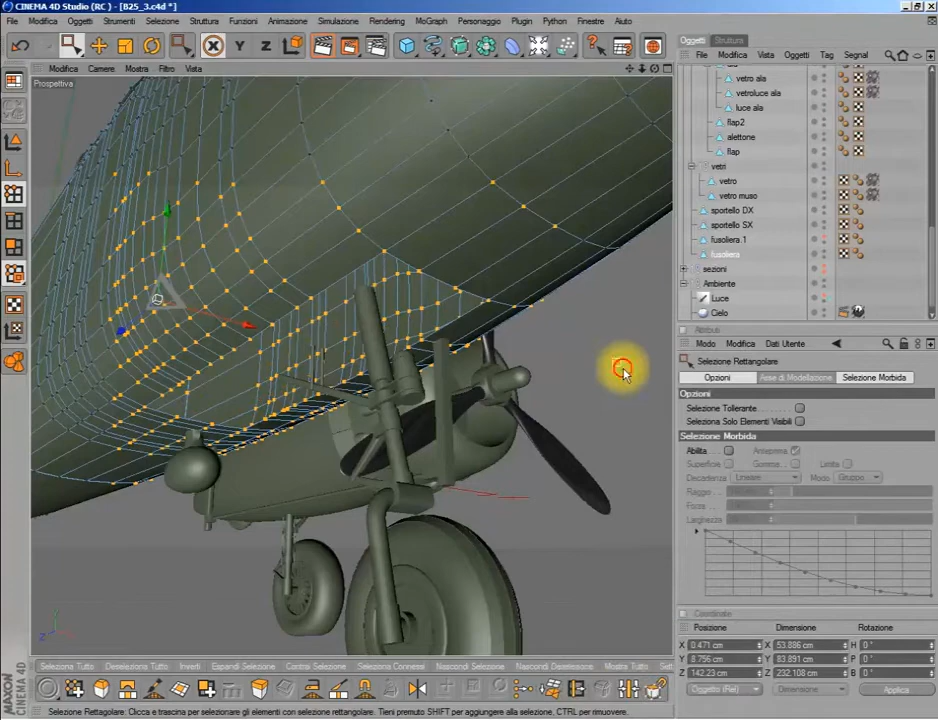 CINEMA 4D Studio (RC) - [B25_3.c4d *]
File Modifica Oggetti Strumenti Selezione Struttura Funzioni Animazione Simulazione Rendering MoGraph Personaggio Plugin Python Finestre Aiuto
Modifica Camere Mostra Filtro Vista
Prospettiva
Oggetti Struttura
File Modifica Vista Oggetti Tag Segnal
vetro ala
vetroluce ala
luce ala
flap2
alettone
flap
vetri
vetro
vetro muso
sportello DX
sportello SX
fusoliera.1
fusoliera
sezioni
Ambiente
Luce
Cielo
Attributi
Modo Modifica Dati Utente
Selezione Rettangolare
Opzioni Asse di Modellazione Selezione Morbida
Opzioni
Selezione Tollerante
Seleziona Solo Elementi Visibili
Selezione Morbida
Abilita Anteprima
Superficie Gomma Limita
Decadenza Lineare Modo Gruppo
Raggio
Forza
Larghezza
Coordinate
Posizione Dimensione Rotazione
X 0.471 cm X 53.886 cm H 0 °
Y 8.756 cm Y 83.891 cm P 0 °
Z 142.23 cm Z 232.108 cm B 0 °
Oggetto (Rel) Dimensione Applica
Seleziona Tutto Deseleziona Tutto Inverti Espandi Selezione Contrai Selezione Seleziona Connessi Nascondi Selezione Nascondi Deselezionati Mostra Tutto
Selezione Rettagolare: Clicca e trascina per selezionare gli elementi con selezione rettangolare. Tieni premuto SHIFT per aggiungere alla selezione, CTRL per rimuovere.
MAXON
CINEMA 4D